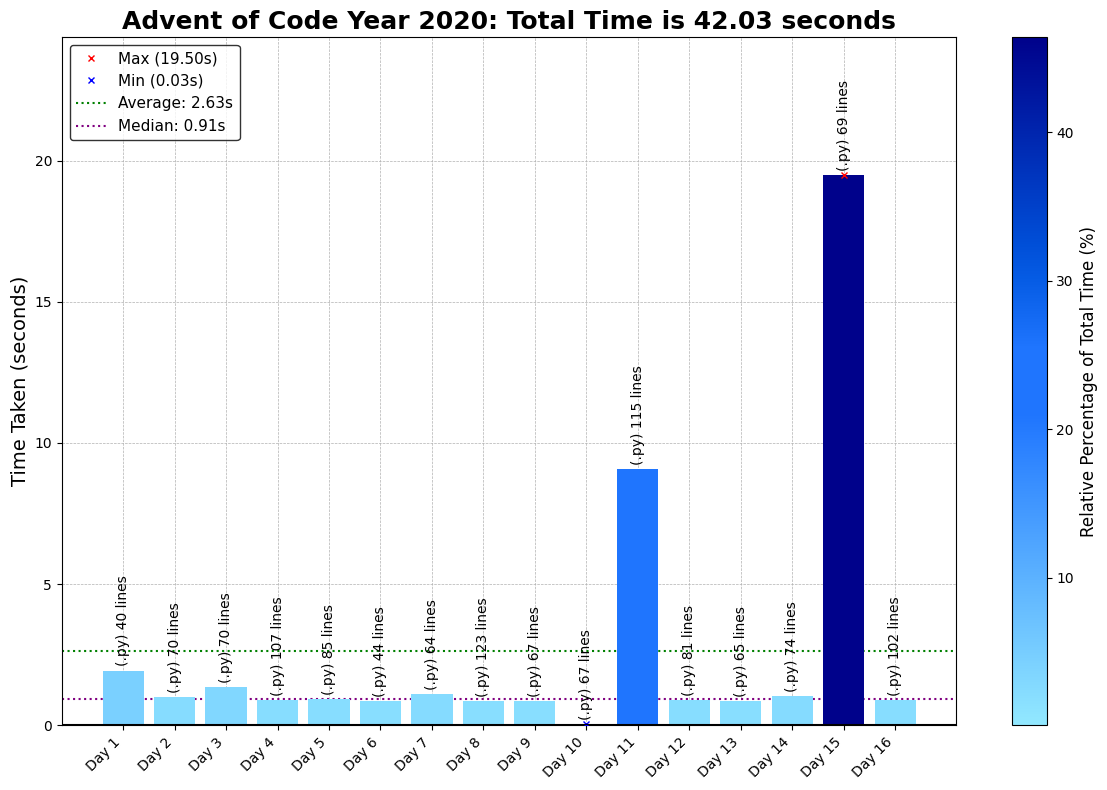 Advent of Code Year 2020: Total Time is 42.03 seconds
Max (19.50s)
Min (0.03s)
Average: 2.63s
Median: 0.91s
Time Taken (seconds)
20
15
10
5
0
(.py) 40 lines
(.py) 70 lines
(.py) 70 lines
(.py) 107 lines
(.py) 85 lines
(.py) 44 lines
(.py) 64 lines
(.py) 123 lines
(.py) 67 lines
(.py) 67 lines
(.py) 115 lines
(.py) 81 lines
(.py) 65 lines
(.py) 74 lines
(.py) 69 lines
(.py) 102 lines
Day 1
Day 2
Day 3
Day 4
Day 5
Day 6
Day 7
Day 8
Day 9
Day 10
Day 11
Day 12
Day 13
Day 14
Day 15
Day 16
40
30
20
10
Relative Percentage of Total Time (%)